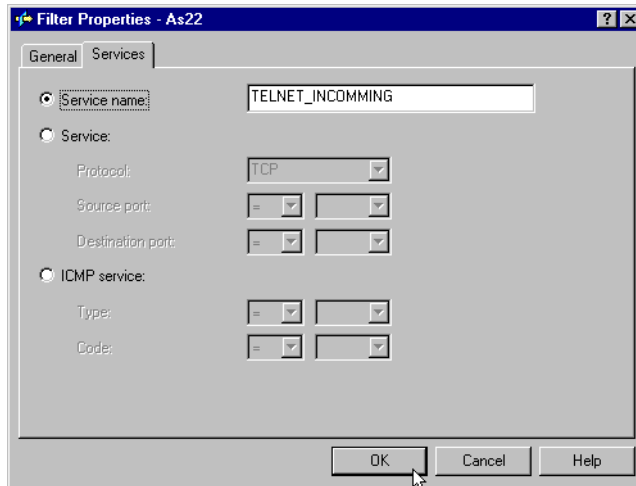 Filter Properties - As22
General Services
Service name: TELNET_INCOMMING
Service:
Protocol: TCP
Source port: =
Destination port: =
ICMP service:
Type: =
Code: =
OK Cancel Help